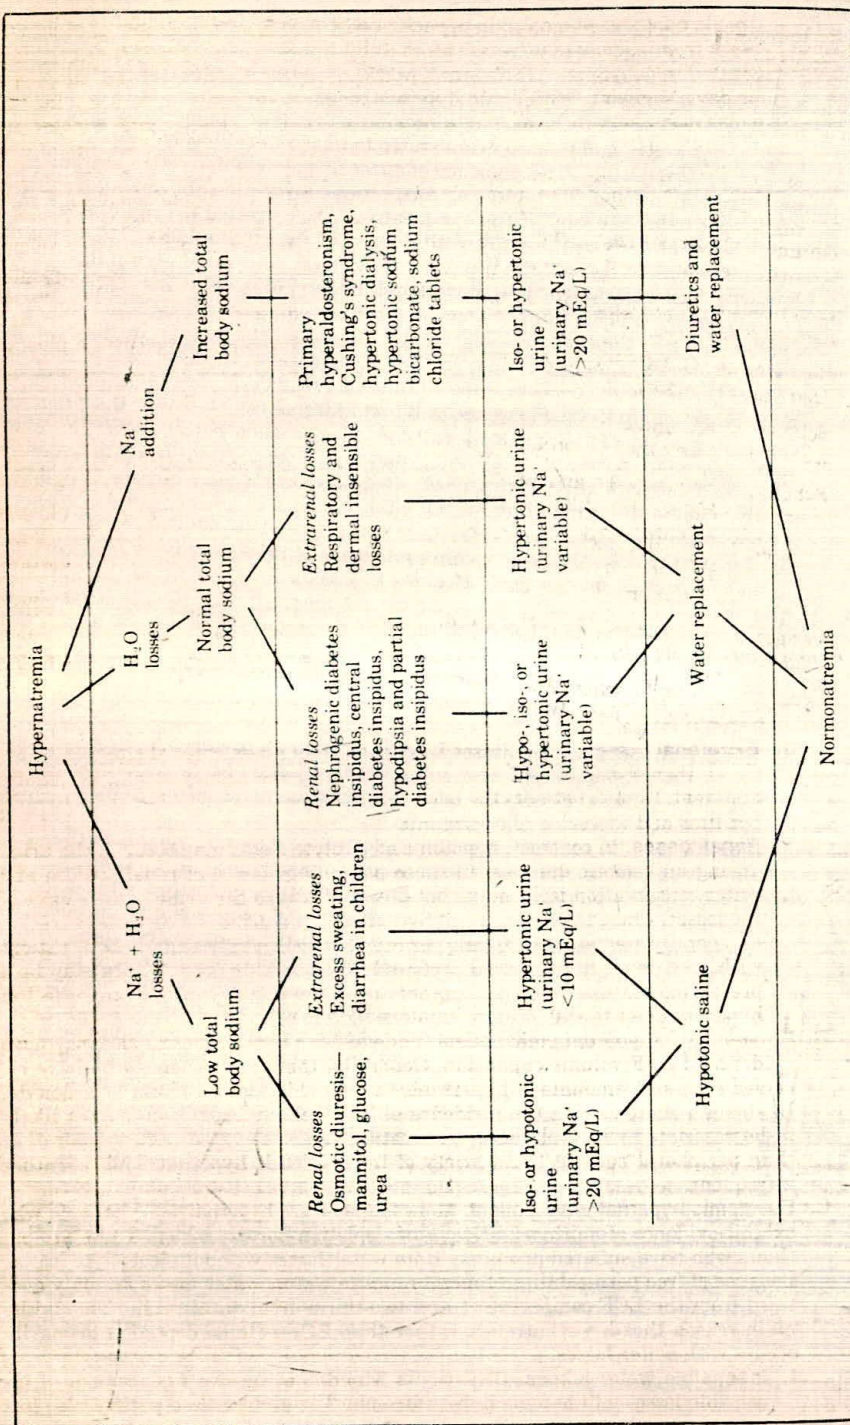 Hypernatremia
Na⁺ + H₂O
losses
H₂O
losses
Na⁺
addition
Low total
body sodium
Normal total
body sodium
Increased total
body sodium
Renal losses
Osmotic diuresis—
mannitol, glucose,
urea
Extrarenal losses
Excess sweating,
diarrhea in children
Renal losses
Nephrogenic diabetes
insipidus, central
diabetes insipidus,
hypodipsia and partial
diabetes insipidus
Extrarenal losses
Respiratory and
dermal insensible
losses
Primary
hyperaldosteronism,
Cushing's syndrome,
hypertonic dialysis,
hypertonic sodium
bicarbonate, sodium
chloride tablets
Iso- or hypotonic
urine
(urinary Na⁺
>20 mEq/L)
Hypertonic urine
(urinary Na⁺
<10 mEq/L)
Hypo-, iso-, or
hypertonic urine
(urinary Na⁺
variable)
Hypertonic urine
(urinary Na⁺
variable)
Iso- or hypertonic
urine
(urinary Na⁺
>20 mEq/L)
Hypotonic saline
Water replacement
Diuretics and
water replacement
Normonatremia